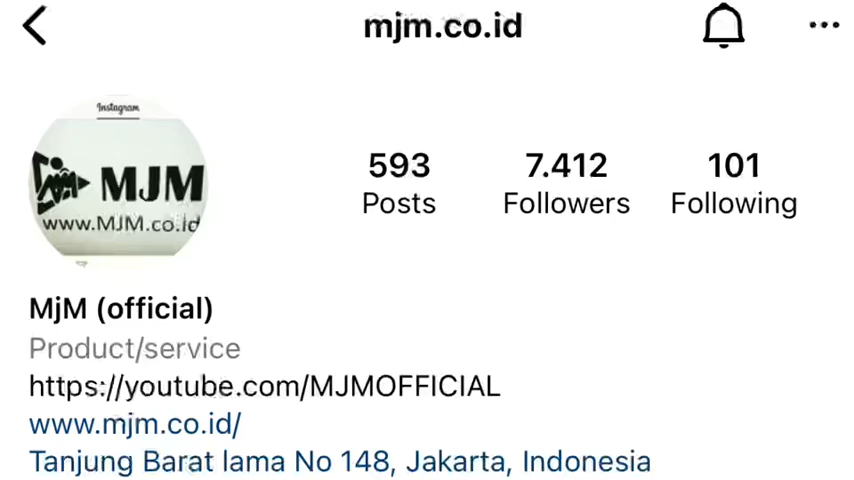 mjm.co.id
Instagram
MJM
www.MJM.co.id
593 7.412 101
Posts Followers Following
MjM (official)
Product/service
https://youtube.com/MJMOFFICIAL
www.mjm.co.id/
Tanjung Barat lama No 148, Jakarta, Indonesia